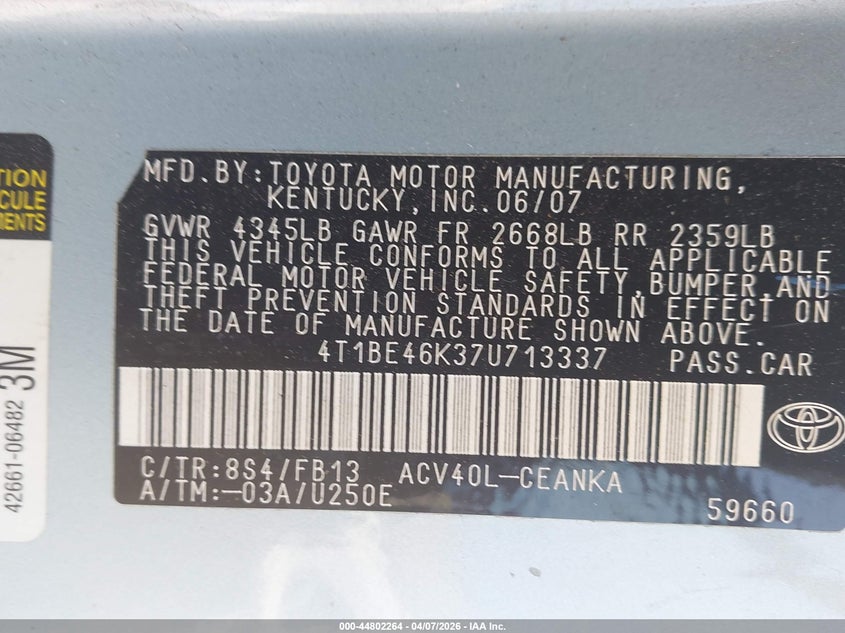 TION
CULE
MENTS
42661-06482 3M
MFD.BY:TOYOTA MOTOR MANUFACTURING,
KENTUCKY,INC.06/07
GVWR 4345LB GAWR FR 2668LB RR 2359LB
THIS VEHICLE CONFORMS TO ALL APPLICABLE
FEDERAL MOTOR VEHICLE SAFETY,BUMPER,AND
THEFT PREVENTION STANDARDS IN EFFECT ON
THE DATE OF MANUFACTURE SHOWN ABOVE.
4T1BE46K37U713337 PASS.CAR
C/TR:8S4/FB13 ACV40L-CEANKA
A/TM:-03A/U250E
59660
000-44802264 - 04/07/2026 - IAA Inc.